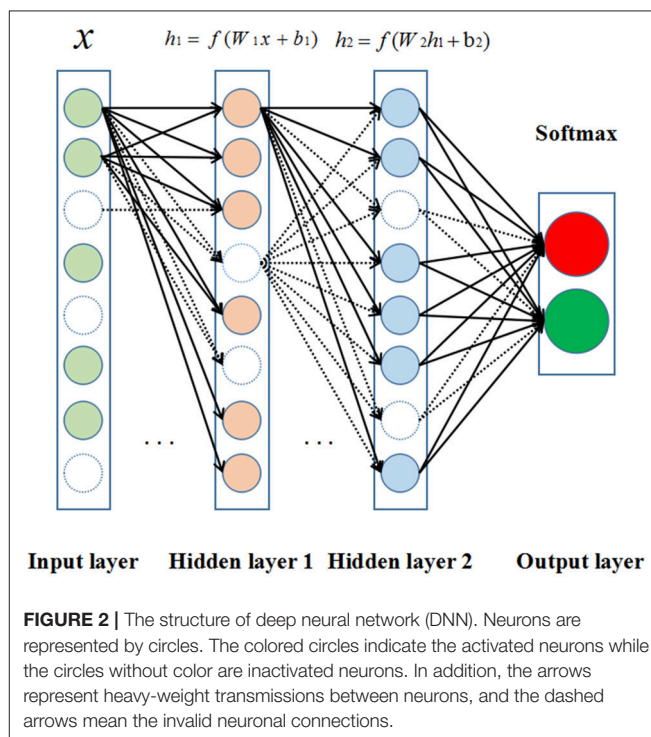 x
h₁ = f(W₁x + b₁) h₂ = f(W₂h₁ + b₂)
Softmax
. . . . . .
Input layer Hidden layer 1 Hidden layer 2 Output layer
FIGURE 2 | The structure of deep neural network (DNN). Neurons are
represented by circles. The colored circles indicate the activated neurons while
the circles without color are inactivated neurons. In addition, the arrows
represent heavy-weight transmissions between neurons, and the dashed
arrows mean the invalid neuronal connections.